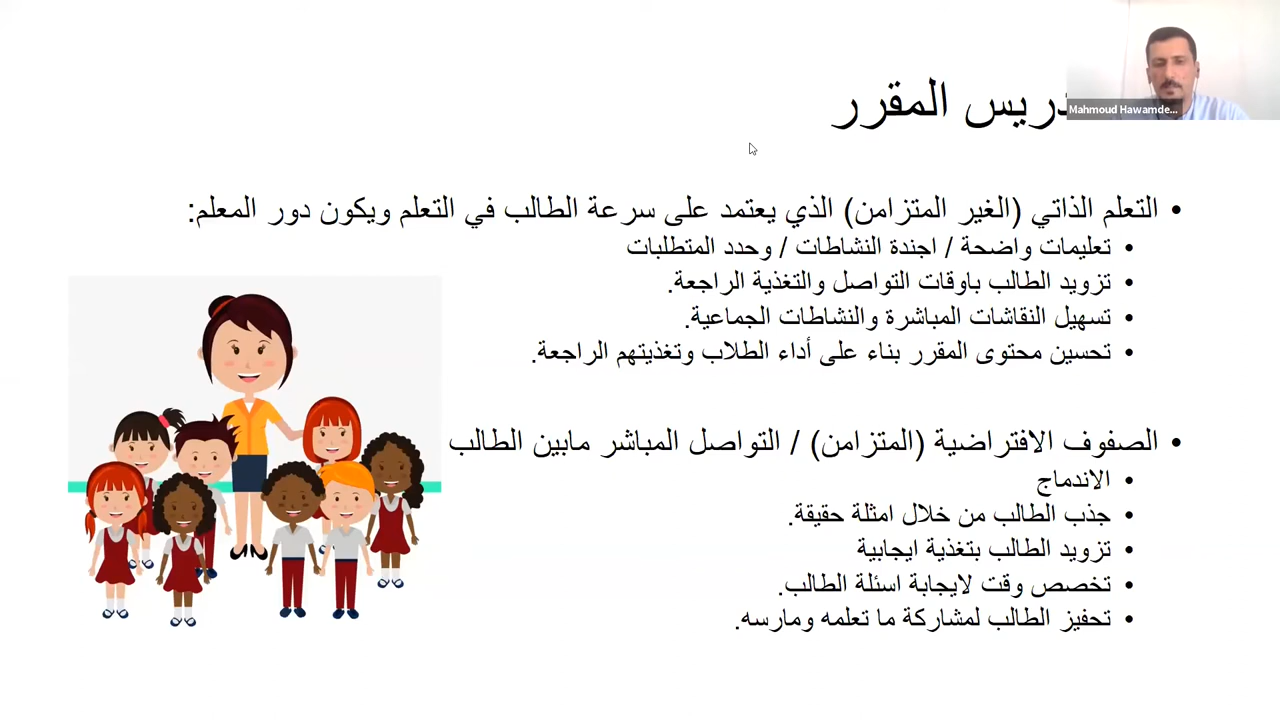 المقرر
Mahmoud Hawamde...
• التعلم الذاتي (الغير المتزامن) الذي يعتمد على سرعة الطالب في التعلم ويكون دور المعلم:
• تعليمات واضحة / اجندة النشاطات / وحدد المتطلبات
• تزويد الطالب باوقات التواصل والتغذية الراجعة.
• تسهيل النقاشات المباشرة والنشاطات الجماعية.
• تحسين محتوى المقرر بناء على أداء الطلاب وتغذيتهم الراجعة.
• الصفوف الافتراضية (المتزامن) / التواصل المباشر مابين الطالب
• الاندماج
• جذب الطالب من خلال امثلة حقيقة.
• تزويد الطالب بتغذية ايجابية
• تخصص وقت لايجابة اسئلة الطالب.
• تحفيز الطالب لمشاركة ما تعلمه ومارسه.